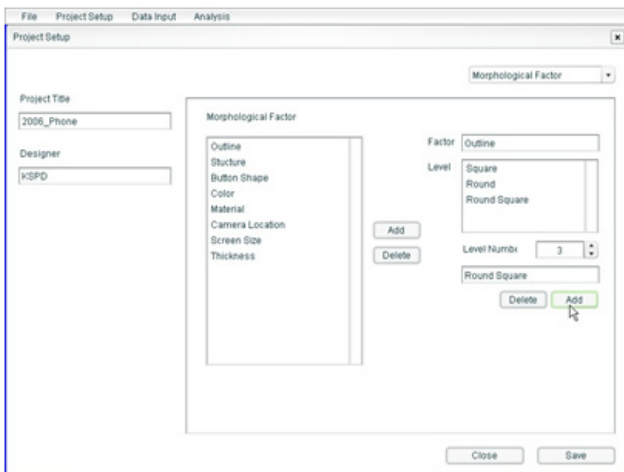 File Project Setup Data Input Analysis
Project Setup
Morphological Factor
Project Title
2006_Phone
Designer
KSPD
Morphological Factor
Outline
Stucture
Button Shape
Color
Material
Camera Location
Screen Size
Thickness
Add
Delete
Factor Outline
Level Square
Round
Round Square
Level Numbe 3
Round Square
Delete Add
Close Save